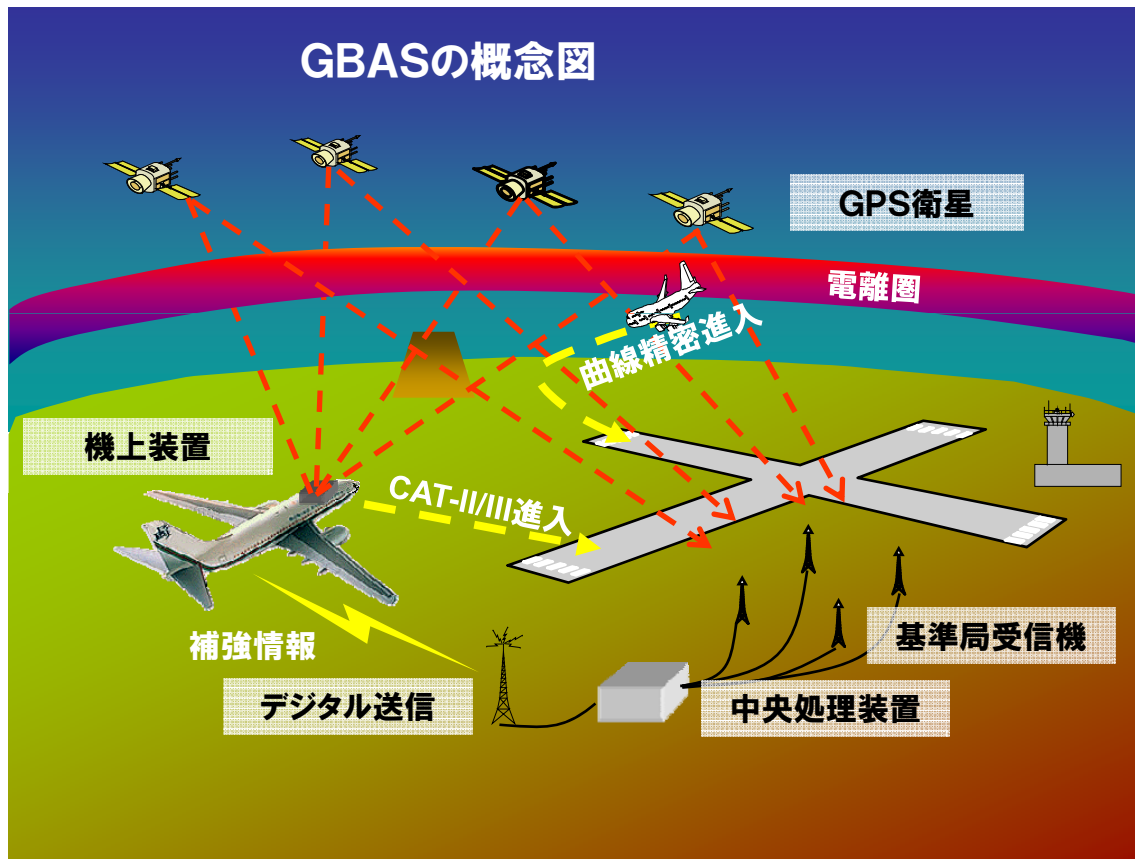 GBASの概念図
GPS衛星
電離圏
曲線精密進入
機上装置
CAT-II/III進入
補強情報
基準局受信機
デジタル送信
中央処理装置